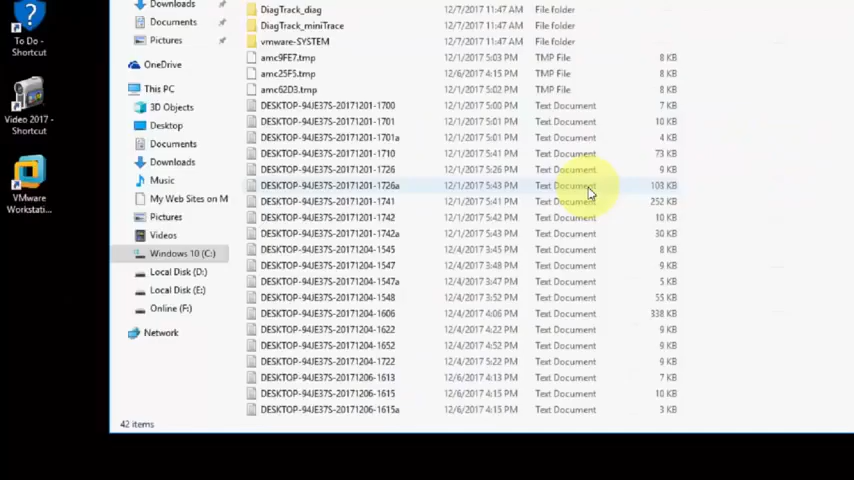 Downloads
Documents
Pictures
OneDrive
This PC
3D Objects
Desktop
Documents
Downloads
Music
My Web Sites on M
Pictures
Videos
Windows 10 (C:)
Local Disk (D:)
Local Disk (E:)
Online (F:)
Network
42 items
To Do -
Shortcut
Video 2017 -
Shortcut
VMware
Workstati...
DiagTrack_diag 12/7/2017 11:47 AM File folder
DiagTrack_miniTrace 12/7/2017 11:47 AM File folder
vmware-SYSTEM 12/7/2017 11:47 AM File folder
amc9FE7.tmp 12/1/2017 5:03 PM TMP File 8 KB
amc25F5.tmp 12/6/2017 4:15 PM TMP File 8 KB
amc62D3.tmp 12/1/2017 5:02 PM TMP File 8 KB
DESKTOP-94JE37S-20171201-1700 12/1/2017 5:00 PM Text Document 7 KB
DESKTOP-94JE37S-20171201-1701 12/1/2017 5:01 PM Text Document 10 KB
DESKTOP-94JE37S-20171201-1701a 12/1/2017 5:01 PM Text Document 4 KB
DESKTOP-94JE37S-20171201-1710 12/1/2017 5:41 PM Text Document 73 KB
DESKTOP-94JE37S-20171201-1726 12/1/2017 5:26 PM Text Document 9 KB
DESKTOP-94JE37S-20171201-1726a 12/1/2017 5:43 PM Text Document 103 KB
DESKTOP-94JE37S-20171201-1741 12/1/2017 5:41 PM Text Document 252 KB
DESKTOP-94JE37S-20171201-1742 12/1/2017 5:42 PM Text Document 10 KB
DESKTOP-94JE37S-20171201-1742a 12/1/2017 5:43 PM Text Document 30 KB
DESKTOP-94JE37S-20171204-1545 12/4/2017 3:45 PM Text Document 8 KB
DESKTOP-94JE37S-20171204-1547 12/4/2017 3:47 PM Text Document 9 KB
DESKTOP-94JE37S-20171204-1547a 12/4/2017 3:47 PM Text Document 5 KB
DESKTOP-94JE37S-20171204-1548 12/4/2017 3:52 PM Text Document 55 KB
DESKTOP-94JE37S-20171204-1606 12/4/2017 4:06 PM Text Document 338 KB
DESKTOP-94JE37S-20171204-1622 12/4/2017 4:22 PM Text Document 9 KB
DESKTOP-94JE37S-20171204-1652 12/4/2017 4:52 PM Text Document 9 KB
DESKTOP-94JE37S-20171204-1722 12/4/2017 5:22 PM Text Document 9 KB
DESKTOP-94JE37S-20171206-1613 12/6/2017 4:13 PM Text Document 7 KB
DESKTOP-94JE37S-20171206-1615 12/6/2017 4:15 PM Text Document 10 KB
DESKTOP-94JE37S-20171206-1615a 12/6/2017 4:15 PM Text Document 3 KB